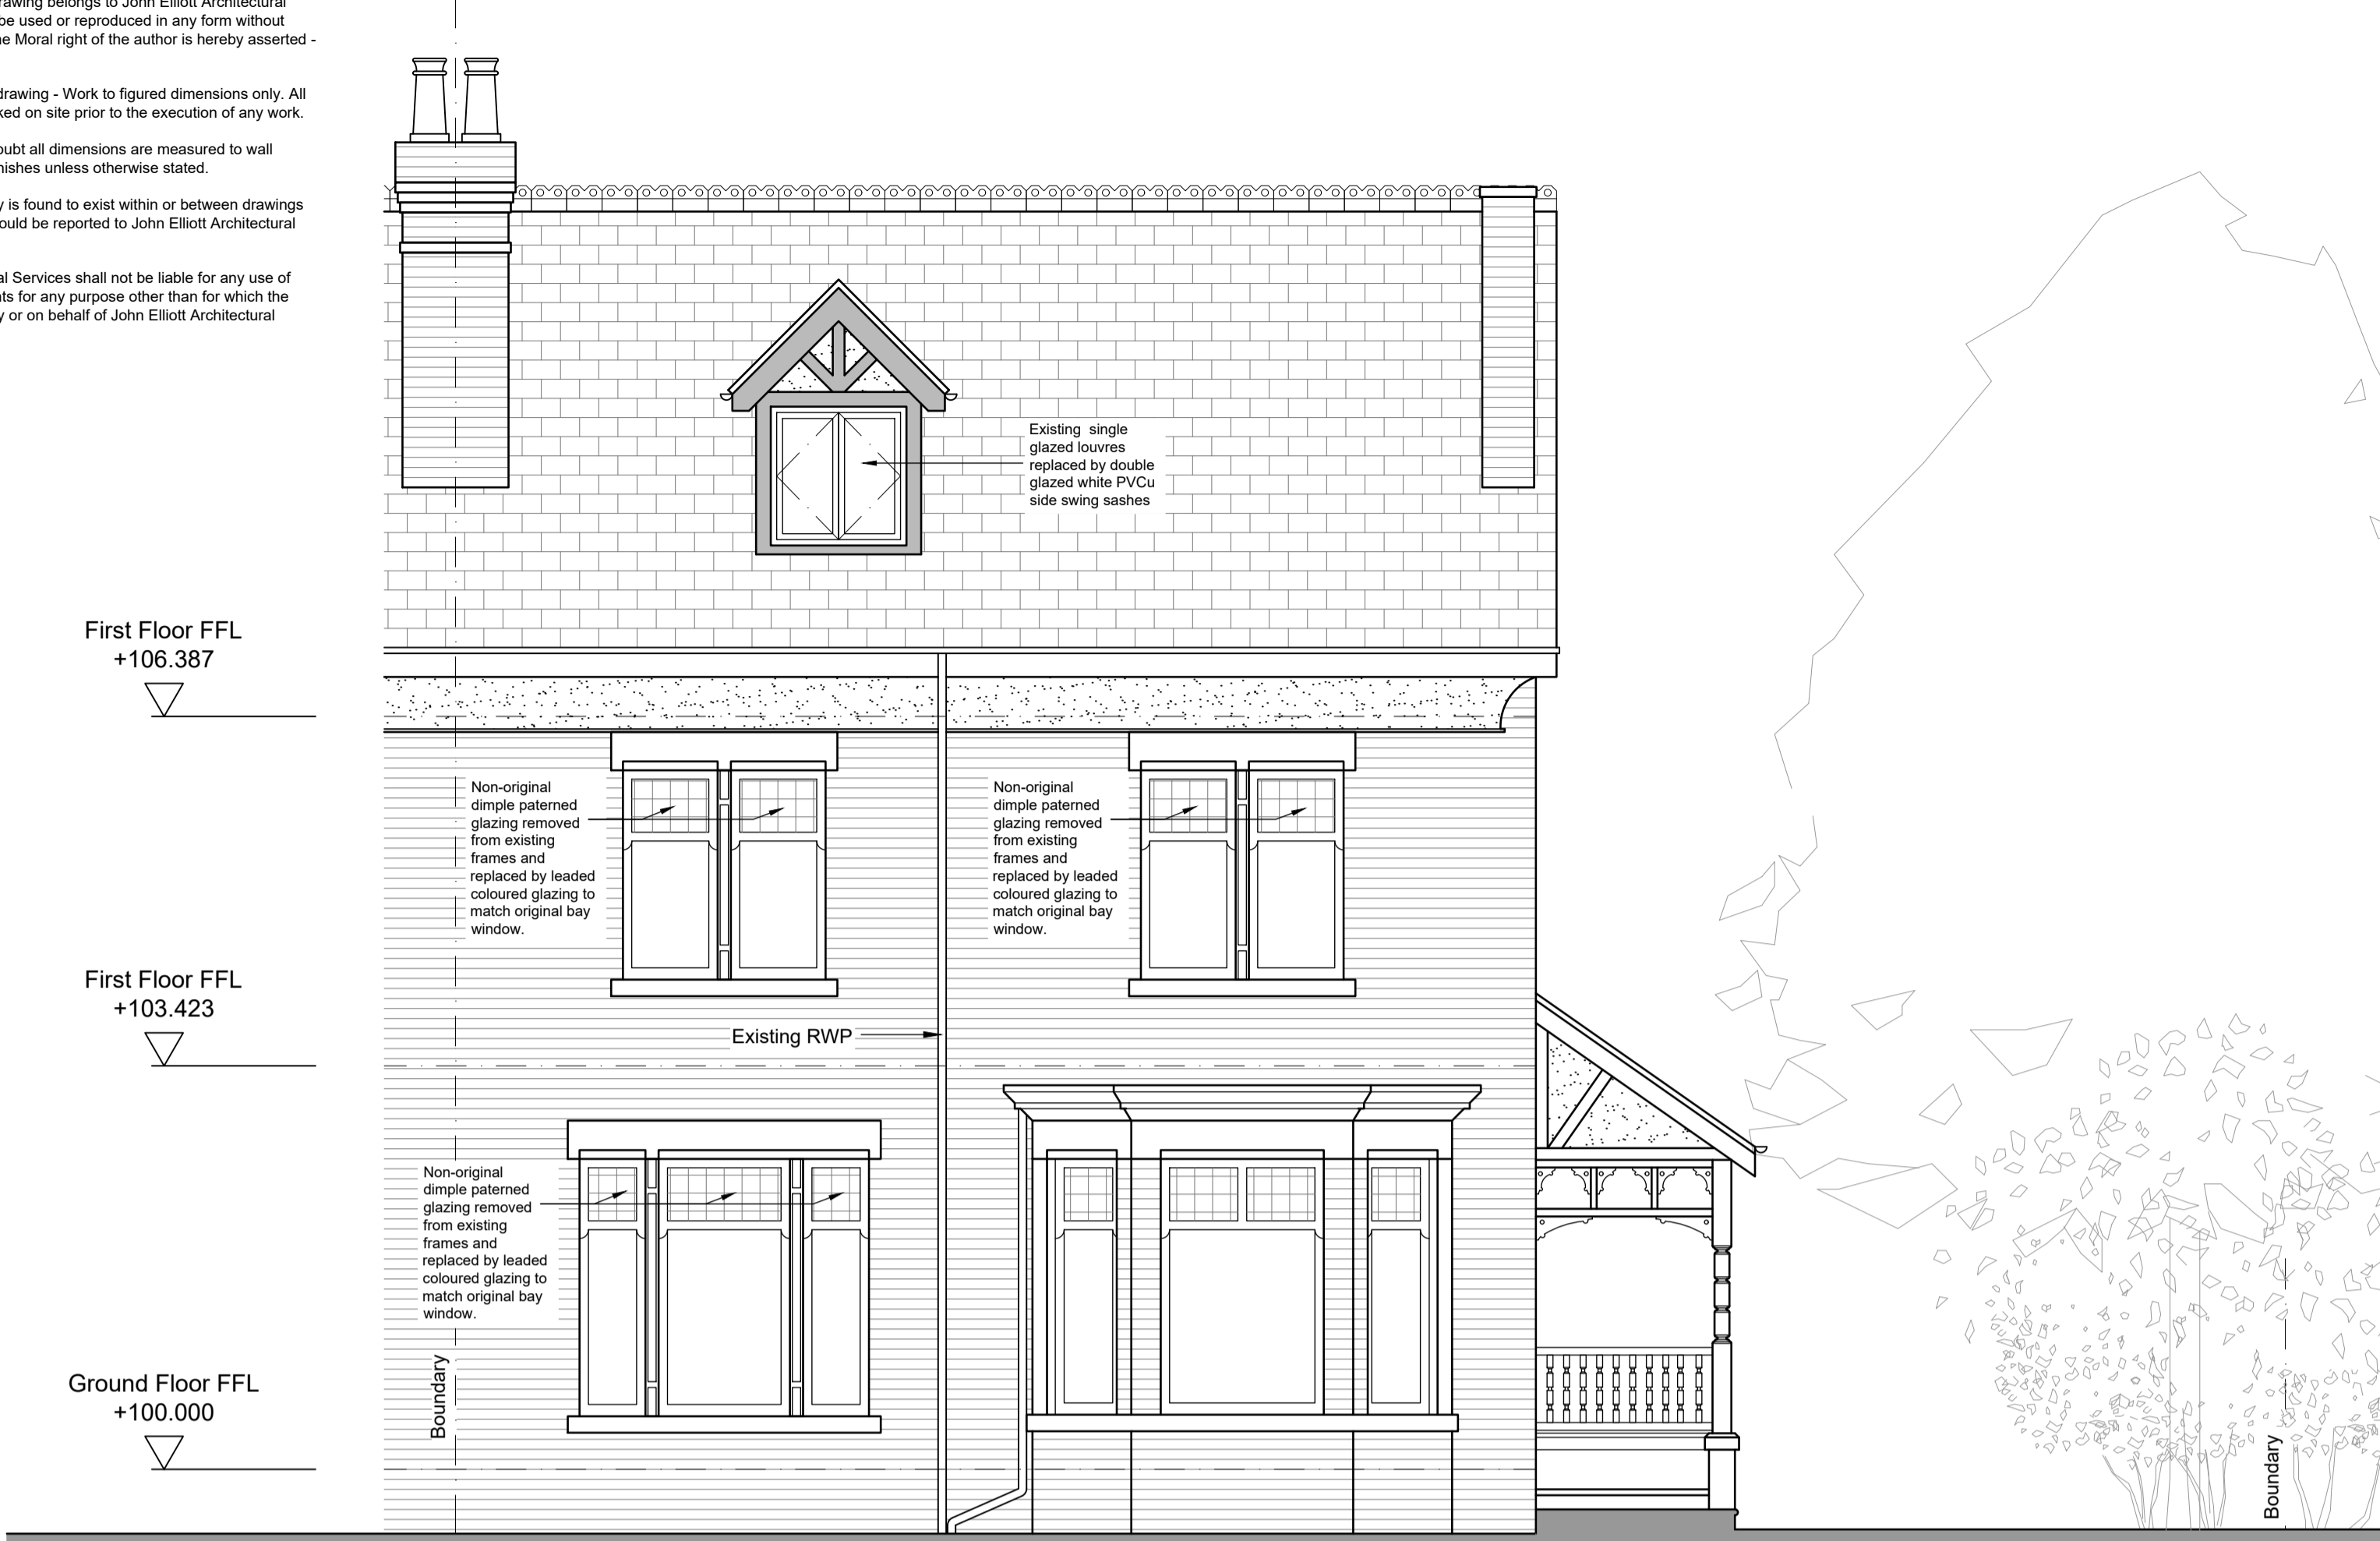 rawing belongs to John Elliott Architectural
be used or reproduced in any form without
Moral right of the author is hereby asserted -
drawing - Work to figured dimensions only. All
ked on site prior to the execution of any work.
oubt all dimensions are measured to wall
nishes unless otherwise stated.
y is found to exist within or between drawings
ould be reported to John Elliott Architectural
al Services shall not be liable for any use of
nts for any purpose other than for which the
y or on behalf of John Elliott Architectural
Existing single
glazed louvres
replaced by double
glazed white PVCu
side swing sashes
First Floor FFL
+106.387
Non-original
dimple paterned
glazing removed
from existing
frames and
replaced by leaded
coloured glazing to
match original bay
window.
Non-original
dimple paterned
glazing removed
from existing
frames and
replaced by leaded
coloured glazing to
match original bay
window.
First Floor FFL
+103.423
Existing RWP
Non-original
dimple paterned
glazing removed
from existing
frames and
replaced by leaded
coloured glazing to
match original bay
window.
Ground Floor FFL
+100.000
Boundary
Boundary